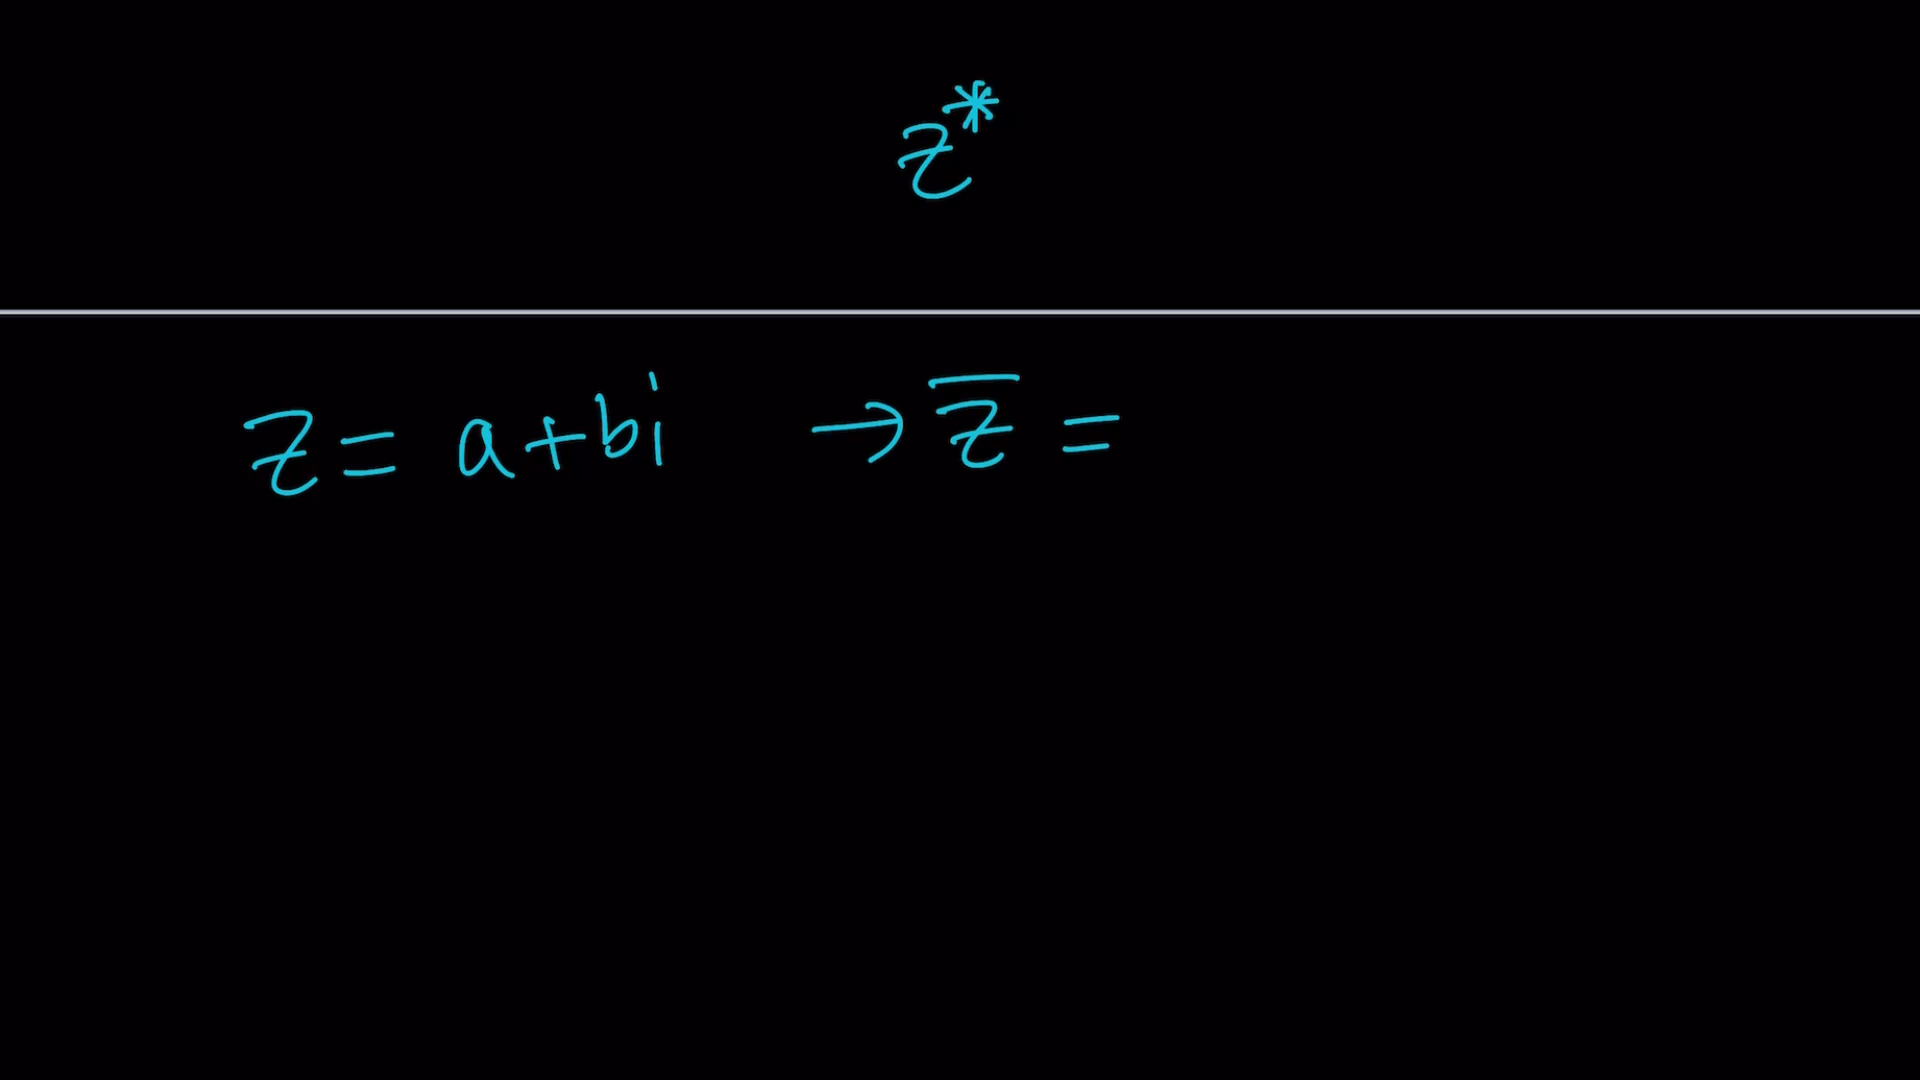 z*
z = a+bi → z̅ =